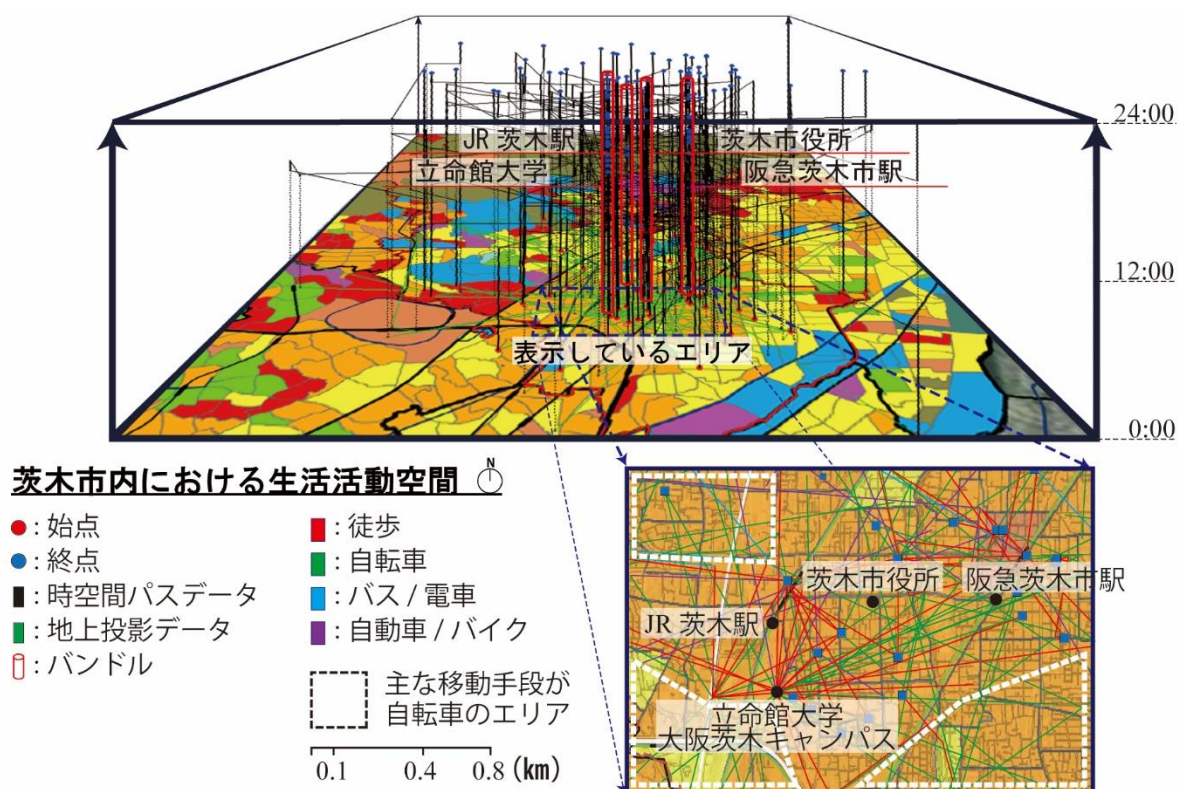 24:00
JR 茨木駅
茨木市役所
立命館大学
阪急茨木市駅
12:00
表示しているエリア
0:00
茨木市内における生活活動空間
N
: 始点
: 終点
: 時空間パスデータ
: 地上投影データ
: バンドル
: 徒歩
: 自転車
: バス / 電車
: 自動車 / バイク
主な移動手段が
自転車のエリア
0.1 0.4 0.8 (km)
茨木市役所
阪急茨木市駅
JR 茨木駅
立命館大学
大阪茨木キャンパス